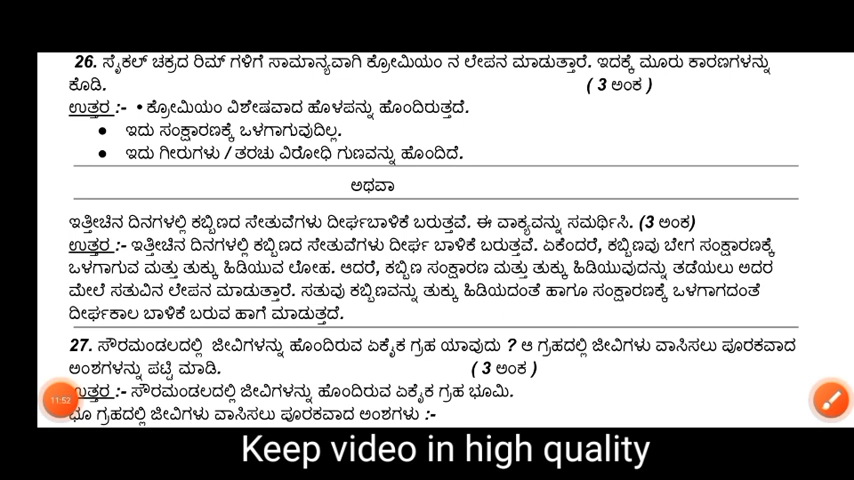 26. ಸೈಕಲ್ ಚಕ್ರದ ರಿಮ್ ಗಳಿಗೆ ಸಾಮಾನ್ಯವಾಗಿ ಕ್ರೋಮಿಯಂ ನ ಲೇಪನ ಮಾಡುತ್ತಾರೆ. ಇದಕ್ಕೆ ಮೂರು ಕಾರಣಗಳನ್ನು
ಕೊಡಿ. ( 3 ಅಂಕ )
ಉತ್ತರ :- • ಕ್ರೋಮಿಯಂ ವಿಶೇಷವಾದ ಹೊಳಪನ್ನು ಹೊಂದಿರುತ್ತದೆ.
● ಇದು ಸಂಕ್ಷಾರಣಕ್ಕೆ ಒಳಗಾಗುವುದಿಲ್ಲ.
● ಇದು ಗೀರುಗಳು / ತರಚು ವಿರೋಧಿ ಗುಣವನ್ನು ಹೊಂದಿದೆ.
ಅಥವಾ
ಇತ್ತೀಚಿನ ದಿನಗಳಲ್ಲಿ ಕಬ್ಬಿಣದ ಸೇತುವೆಗಳು ದೀರ್ಘಬಾಳಿಕೆ ಬರುತ್ತವೆ. ಈ ವಾಕ್ಯವನ್ನು ಸಮರ್ಥಿಸಿ. (3 ಅಂಕ)
ಉತ್ತರ :- ಇತ್ತೀಚಿನ ದಿನಗಳಲ್ಲಿ ಕಬ್ಬಿಣದ ಸೇತುವೆಗಳು ದೀರ್ಘ ಬಾಳಿಕೆ ಬರುತ್ತವೆ. ಏಕೆಂದರೆ, ಕಬ್ಬಿಣವು ಬೇಗ ಸಂಕ್ಷಾರಣಕ್ಕೆ
ಒಳಗಾಗುವ ಮತ್ತು ತುಕ್ಕು ಹಿಡಿಯುವ ಲೋಹ. ಆದರೆ, ಕಬ್ಬಿಣ ಸಂಕ್ಷಾರಣ ಮತ್ತು ತುಕ್ಕು ಹಿಡಿಯುವುದನ್ನು ತಡೆಯಲು ಅದರ
ಮೇಲೆ ಸತುವಿನ ಲೇಪನ ಮಾಡುತ್ತಾರೆ. ಸತುವು ಕಬ್ಬಿಣವನ್ನು ತುಕ್ಕು ಹಿಡಿಯದಂತೆ ಹಾಗೂ ಸಂಕ್ಷಾರಣಕ್ಕೆ ಒಳಗಾಗದಂತೆ
ದೀರ್ಘಕಾಲ ಬಾಳಿಕೆ ಬರುವ ಹಾಗೆ ಮಾಡುತ್ತದೆ.
27. ಸೌರಮಂಡಲದಲ್ಲಿ ಜೀವಿಗಳನ್ನು ಹೊಂದಿರುವ ಏಕೈಕ ಗ್ರಹ ಯಾವುದು ? ಆ ಗ್ರಹದಲ್ಲಿ ಜೀವಿಗಳು ವಾಸಿಸಲು ಪೂರಕವಾದ
ಅಂಶಗಳನ್ನು ಪಟ್ಟಿ ಮಾಡಿ. ( 3 ಅಂಕ )
ಉತ್ತರ :- ಸೌರಮಂಡಲದಲ್ಲಿ ಜೀವಿಗಳನ್ನು ಹೊಂದಿರುವ ಏಕೈಕ ಗ್ರಹ ಭೂಮಿ.
11:52
ಭೂ ಗ್ರಹದಲ್ಲಿ ಜೀವಿಗಳು ವಾಸಿಸಲು ಪೂರಕವಾದ ಅಂಶಗಳು :-
Keep video in high quality